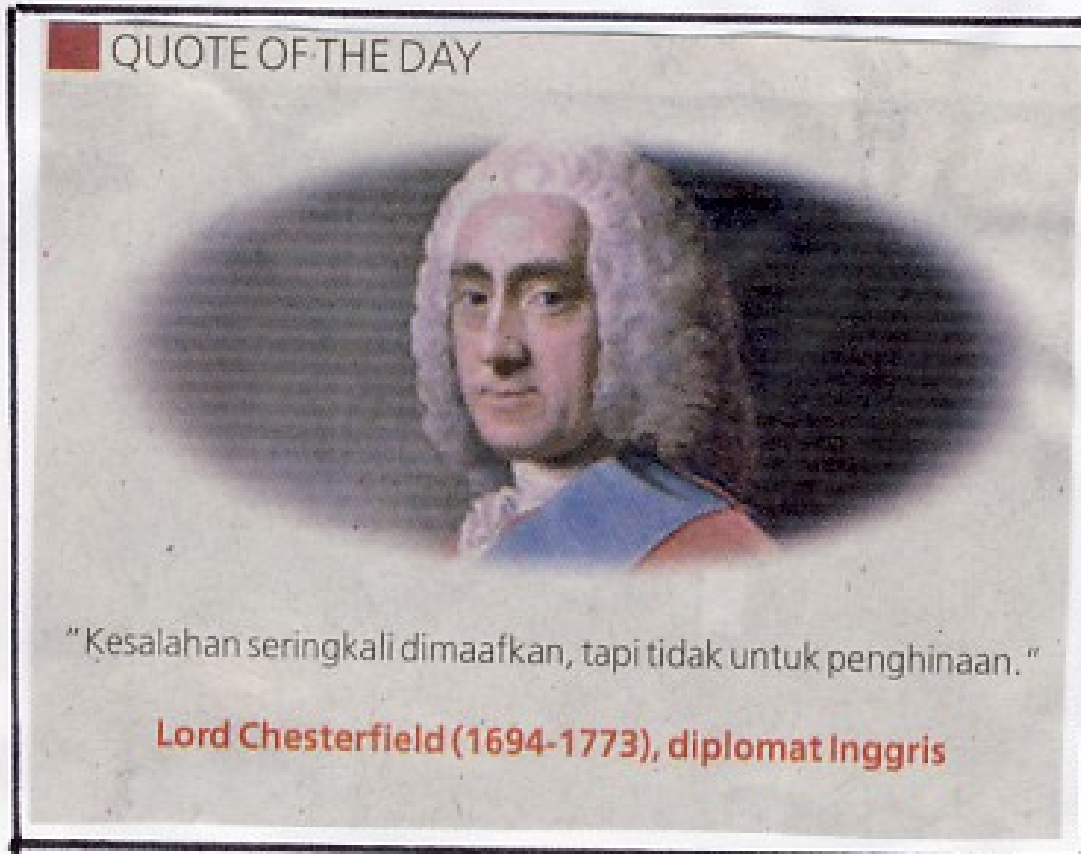 QUOTE OF THE DAY
"Kesalahan seringkali dimaafkan, tapi tidak untuk penghinaan."
Lord Chesterfield (1694-1773), diplomat Inggris